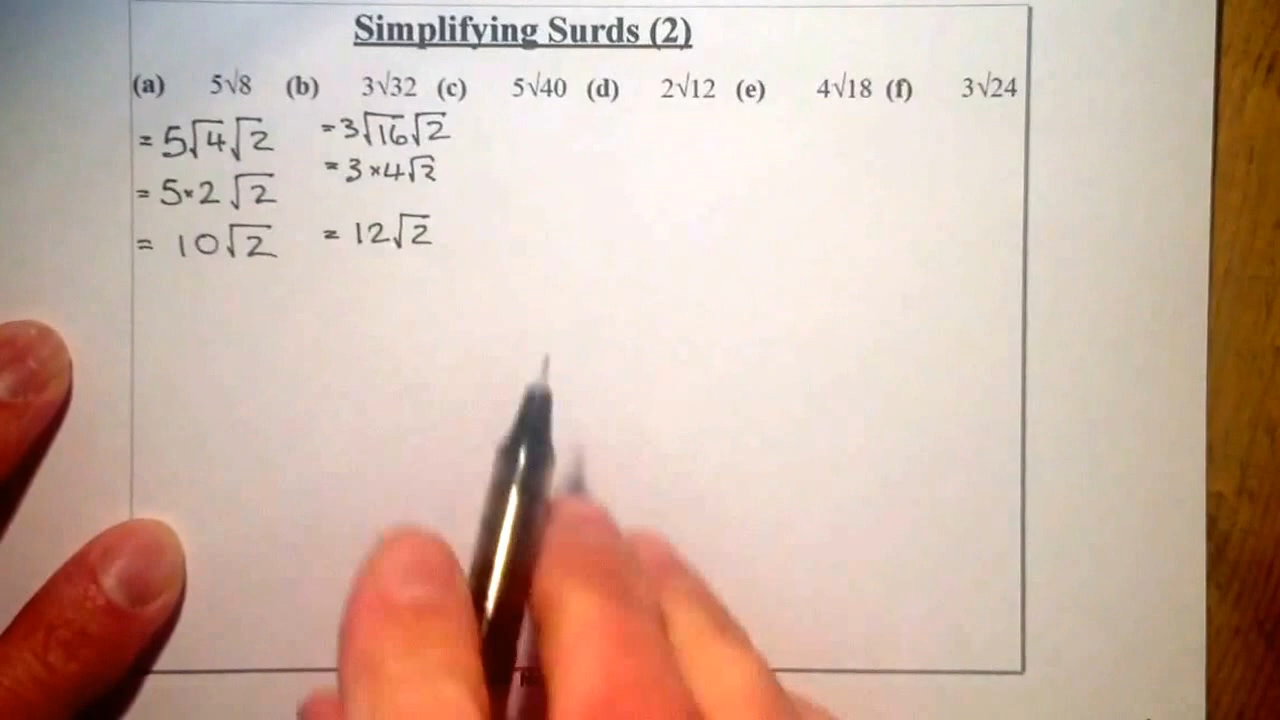 Simplifying Surds (2)
(a) 5√8 (b) 3√32 (c) 5√40 (d) 2√12 (e) 4√18 (f) 3√24
= 5√4√2 = 3√16√2
= 5×2√2 = 3×4√2
= 10√2 = 12√2